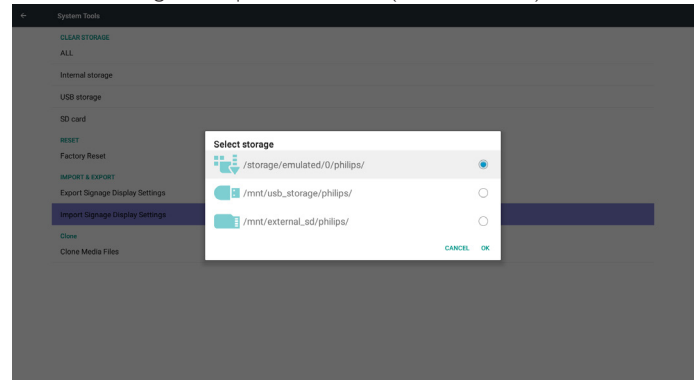 System Tools
CLEAR STORAGE
ALL
Internal storage
USB storage
SD card
RESET
Factory Reset
IMPORT & EXPORT
Export Signage Display Settings
Import Signage Display Settings
Clone
Clone Media Files
Select storage
/storage/emulated/0/philips/
/mnt/usb_storage/philips/
/mnt/external_sd/philips/
CANCEL OK